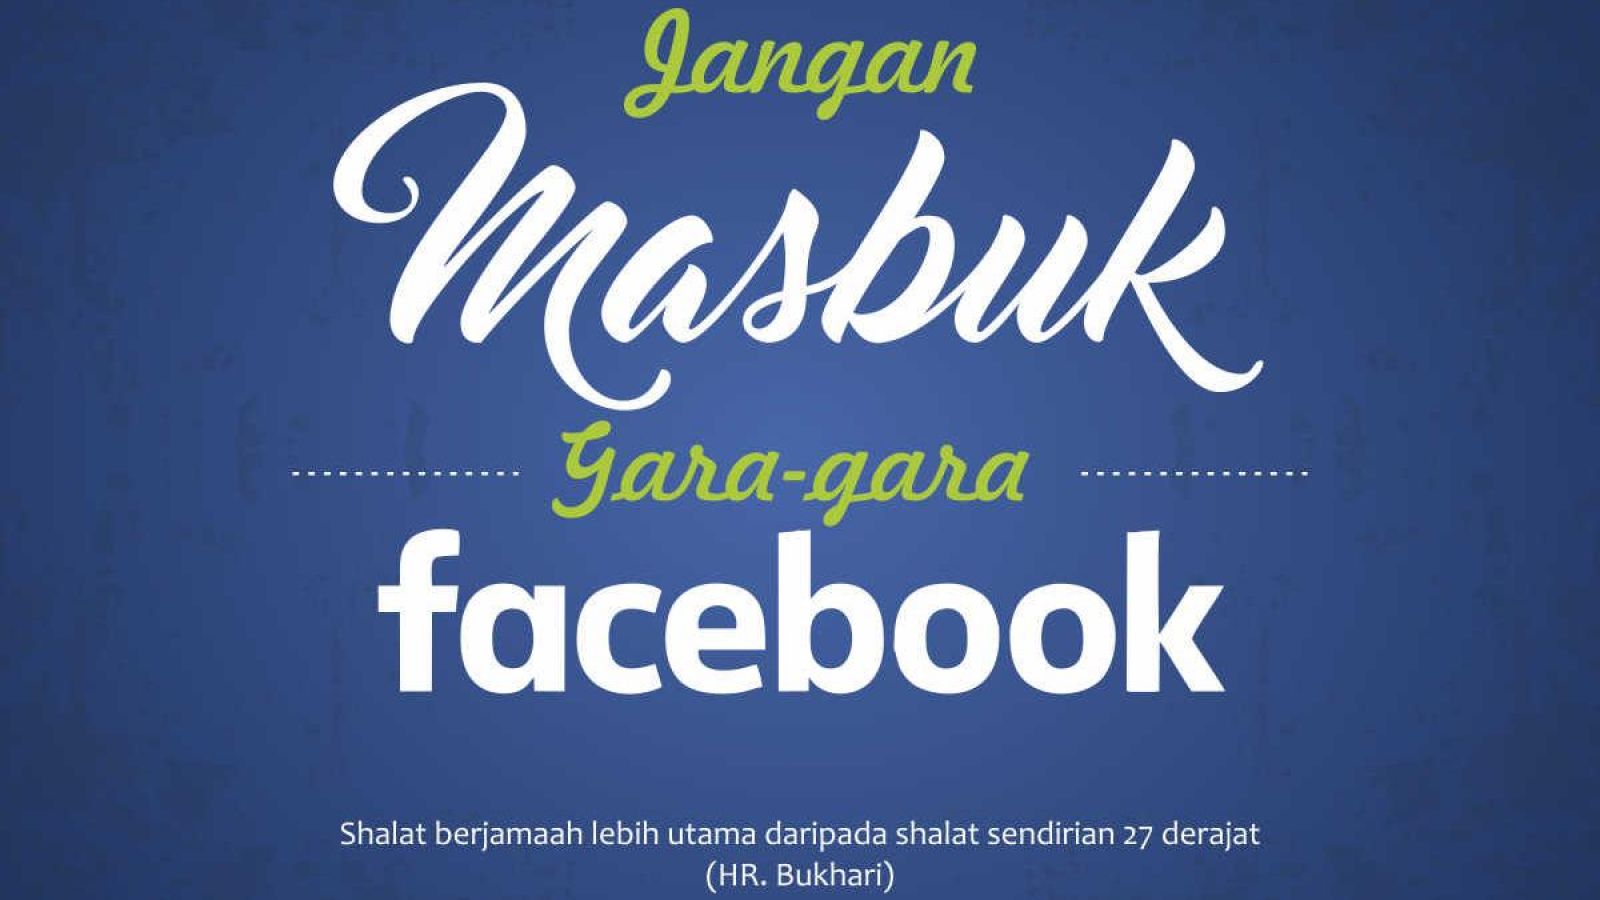 Jangan
Masbuk
Gara-gara
facebook
Shalat berjamaah lebih utama daripada shalat sendirian 27 derajat
(HR. Bukhari)